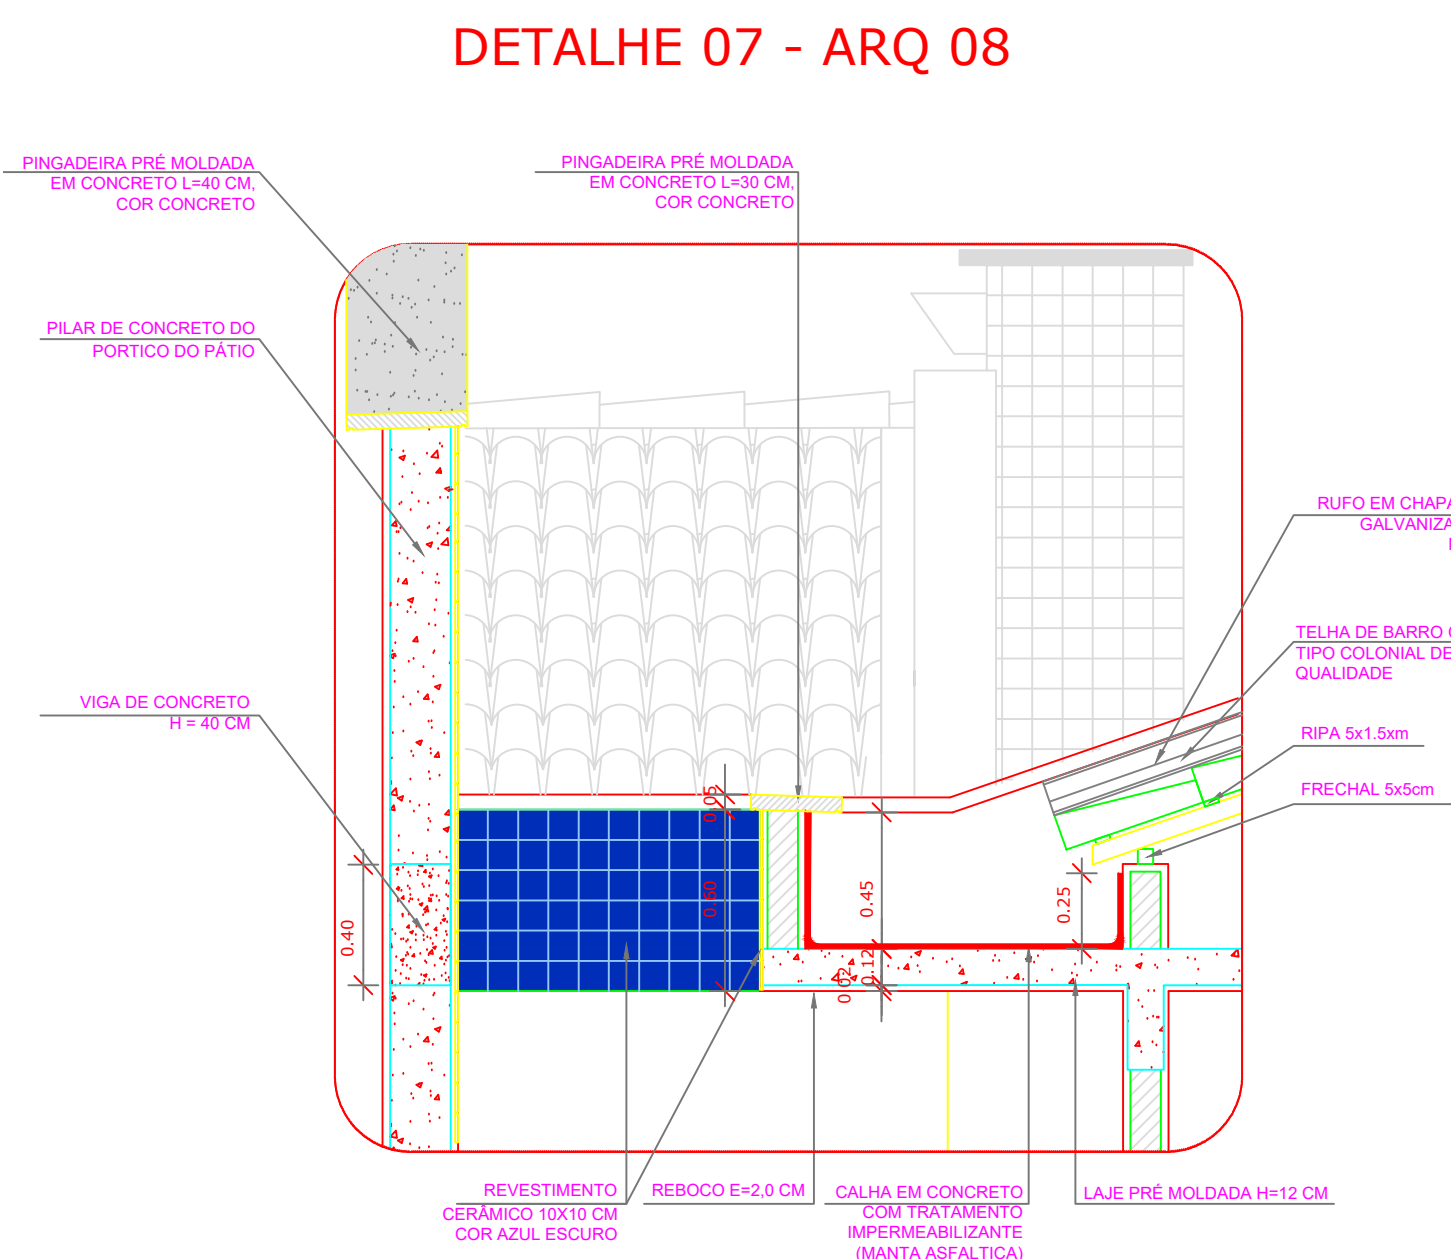 DETALHE 07 - ARQ 08
PINGADEIRA PRÉ MOLDADA
EM CONCRETO L=40 CM,
COR CONCRETO
PINGADEIRA PRÉ MOLDADA
EM CONCRETO L=30 CM,
COR CONCRETO
PILAR DE CONCRETO DO
PORTICO DO PÁTIO
RUFO EM CHAPA
GALVANIZA
TELHA DE BARRO
TIPO COLONIAL DE
QUALIDADE
VIGA DE CONCRETO
H = 40 CM
RIPA 5x1.5xm
FRECHAL 5x5cm
0.05
0.60
0.45
0.25
0.40
0.12
0.02
REVESTIMENTO
CERÂMICO 10X10 CM
COR AZUL ESCURO
REBOCO E=2,0 CM
CALHA EM CONCRETO
COM TRATAMENTO
IMPERMEABILIZANTE
(MANTA ASFALTICA)
LAJE PRÉ MOLDADA H=12 CM